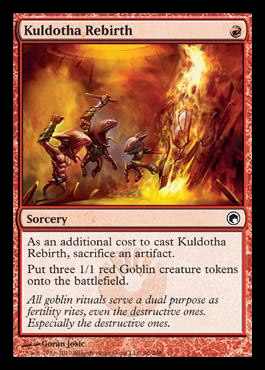 Kuldotha Rebirth
Sorcery
As an additional cost to cast Kuldotha
Rebirth, sacrifice an artifact.
Put three 1/1 red Goblin creature tokens
onto the battlefield.
All goblin rituals serve a dual purpose as
fertility rites, even the destructive ones.
Especially the destructive ones.
Goran Josic